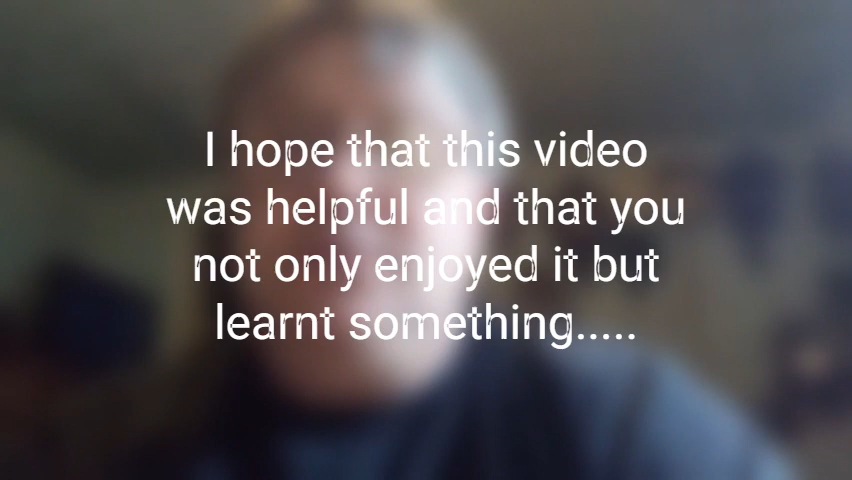 I hope that this video
was helpful and that you
not only enjoyed it but
learnt something.....